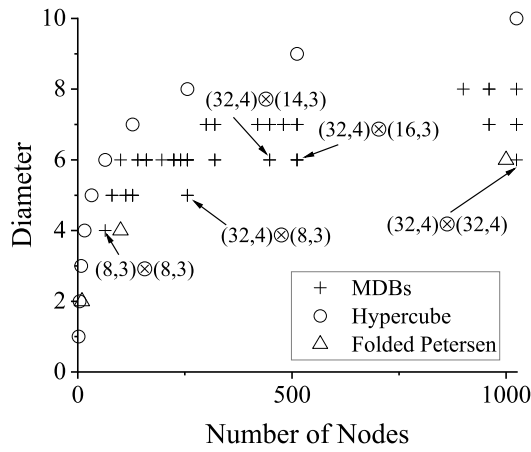 10
8
6
4
2
0
Diameter
(32,4)⊗(14,3)
(32,4)⊗(16,3)
(32,4)⊗(8,3)
(32,4)⊗(32,4)
(8,3)⊗(8,3)
MDBs
Hypercube
Folded Petersen
0
500
1000
Number of Nodes